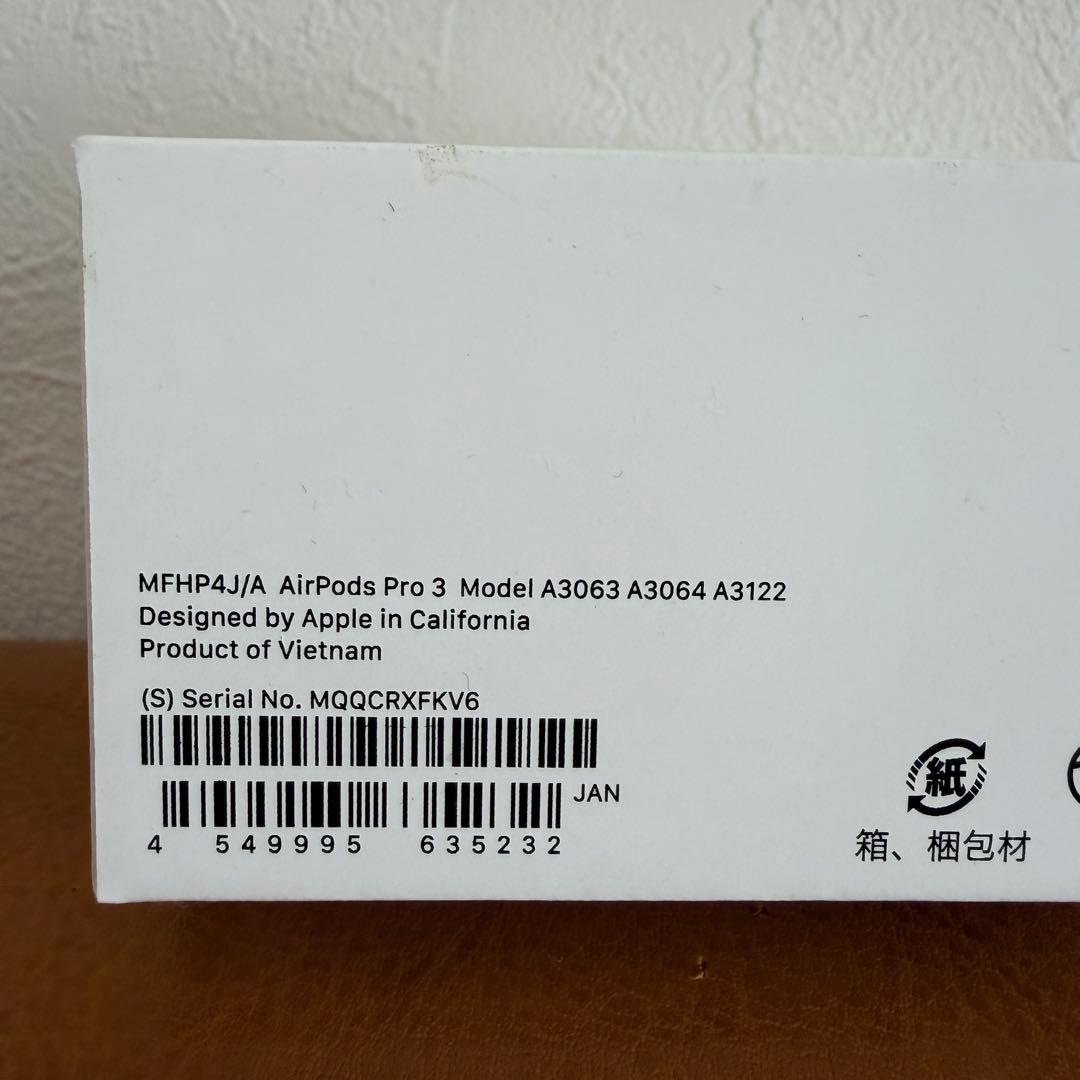 MFHP4J/A AirPods Pro 3 Model A3063 A3064 A3122
Designed by Apple in California
Product of Vietnam
(S) Serial No. MQQCRXFKV6
JAN
4 549995 635232
紙
箱、梱包材